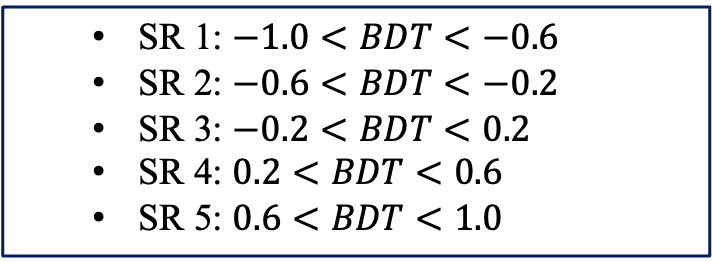 • SR 1: −1.0 < BDT < −0.6
• SR 2: −0.6 < BDT < −0.2
• SR 3: −0.2 < BDT < 0.2
• SR 4: 0.2 < BDT < 0.6
• SR 5: 0.6 < BDT < 1.0